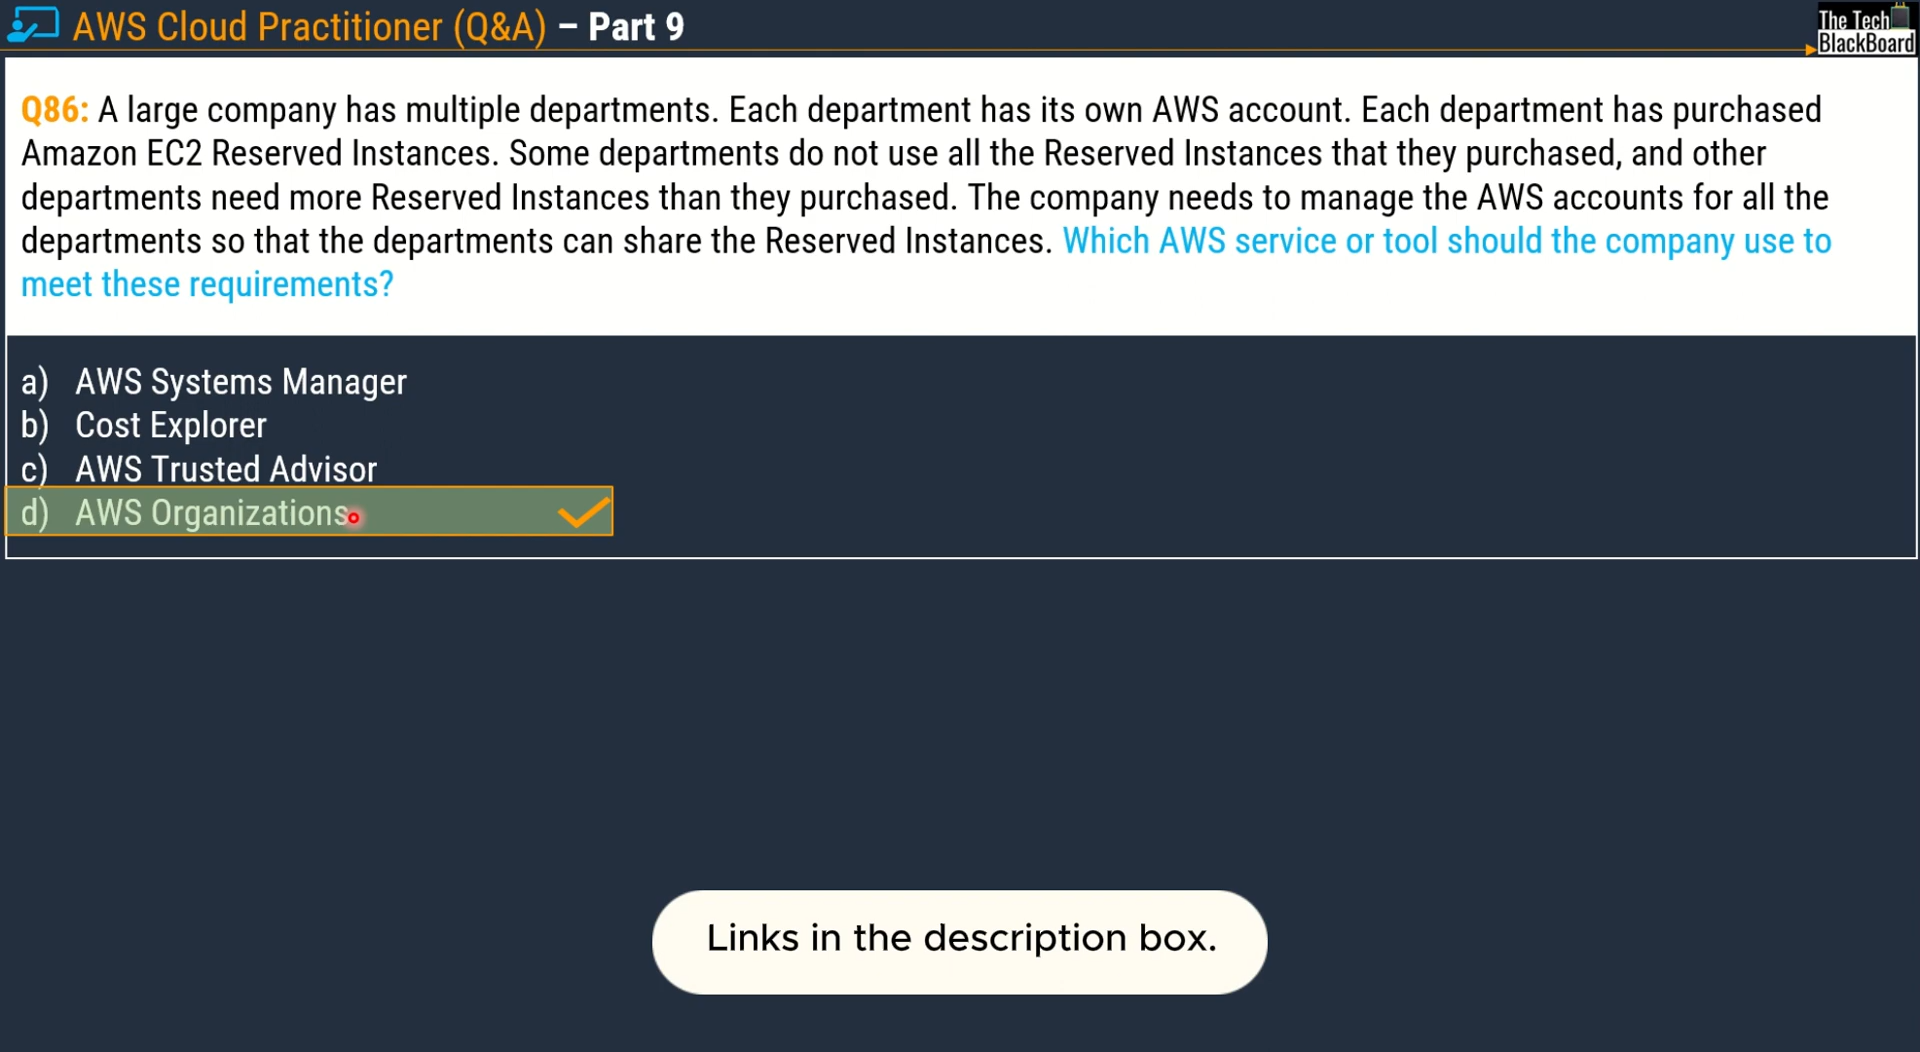 AWS Cloud Practitioner (Q&A) – Part 9
The Tech
BlackBoard
Q86: A large company has multiple departments. Each department has its own AWS account. Each department has purchased
Amazon EC2 Reserved Instances. Some departments do not use all the Reserved Instances that they purchased, and other
departments need more Reserved Instances than they purchased. The company needs to manage the AWS accounts for all the
departments so that the departments can share the Reserved Instances. Which AWS service or tool should the company use to
meet these requirements?
a) AWS Systems Manager
b) Cost Explorer
c) AWS Trusted Advisor
d) AWS Organizations
Links in the description box.